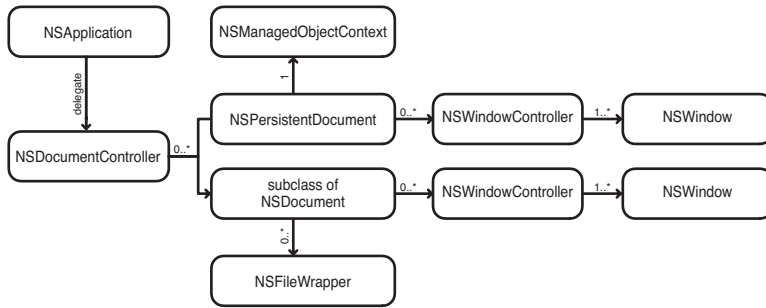 NSApplication
NSManagedObjectContext
delegate
1
NSPersistentDocument
0..*
NSWindowController
1..*
NSWindow
NSDocumentController
0..*
subclass of
NSDocument
0..*
NSWindowController
1..*
NSWindow
0..*
NSFileWrapper